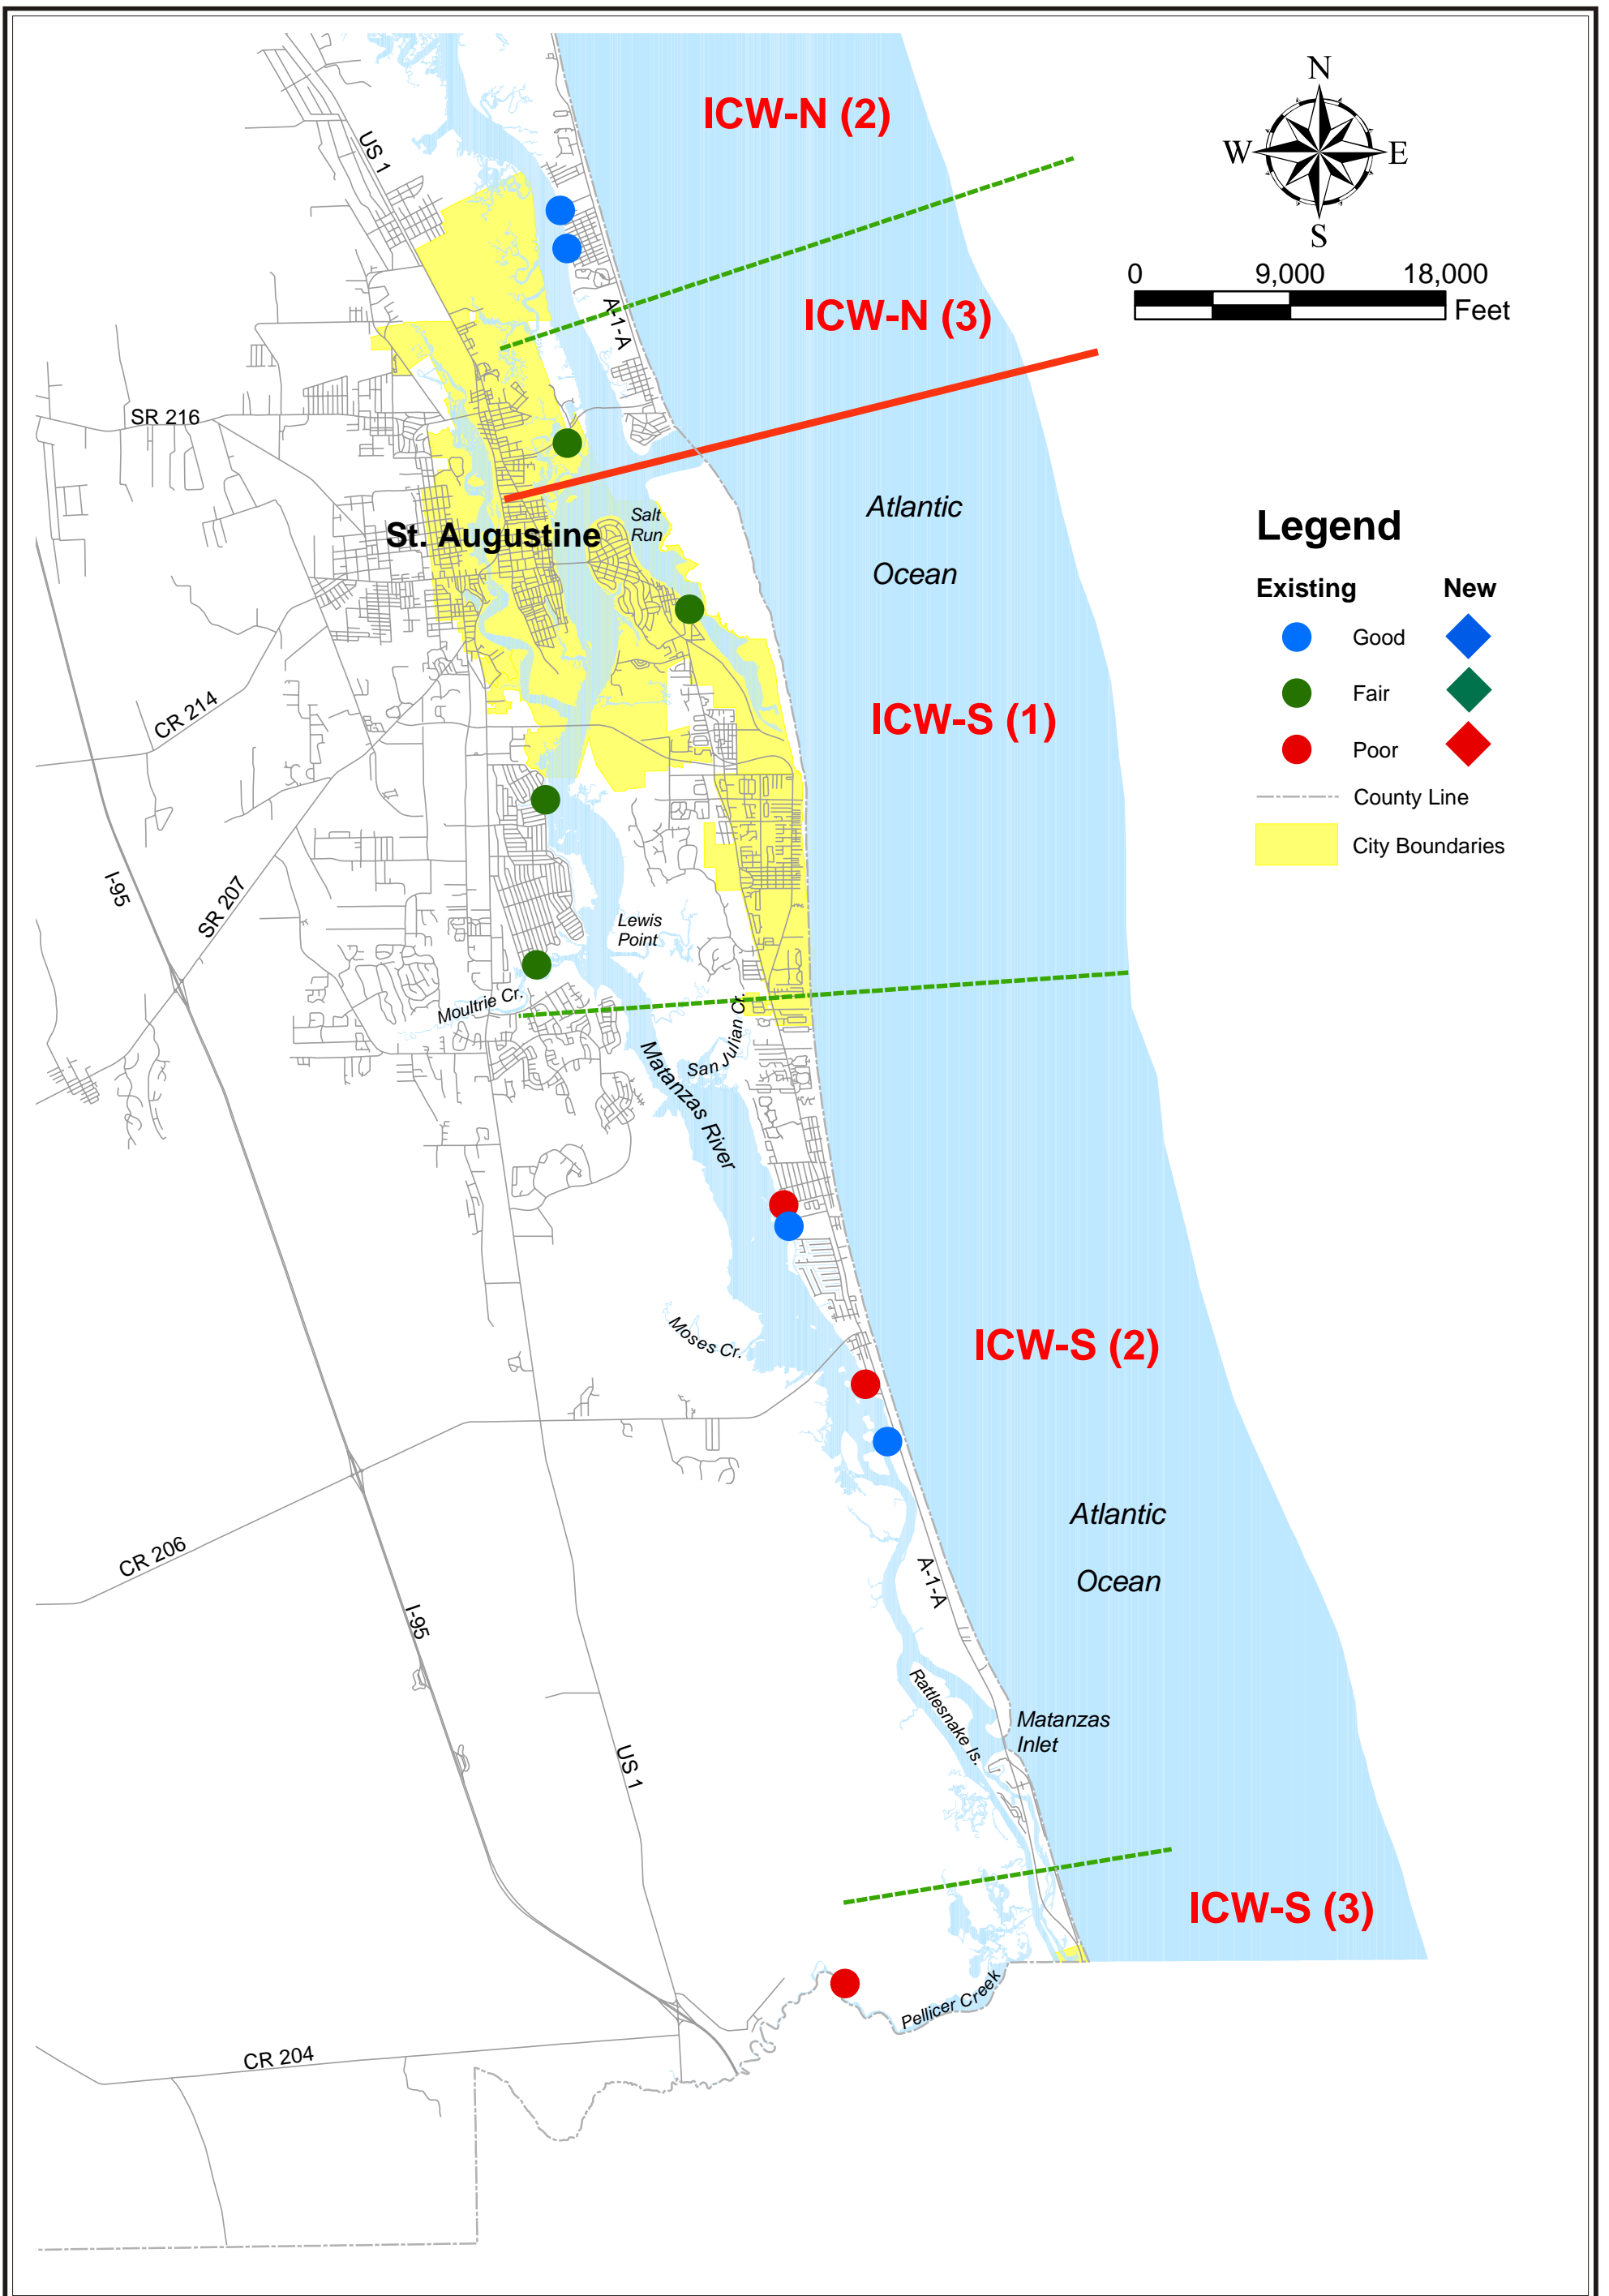 N
W
E
S
0
9,000
18,000
Feet
ICW-N (2)
US 1
A-1-A
ICW-N (3)
SR 216
St. Augustine
Salt
Run
Atlantic
Ocean
Legend
Existing
New
Good
Fair
Poor
County Line
City Boundaries
ICW-S (1)
CR 214
I-95
SR 207
Lewis
Point
Moultrie Cr.
San Julian Cr.
Matanzas River
Moses Cr.
ICW-S (2)
CR 206
I-95
Atlantic
Ocean
A-1-A
Rattlesnake Is.
Matanzas
Inlet
US 1
ICW-S (3)
Pellicer Creek
CR 204